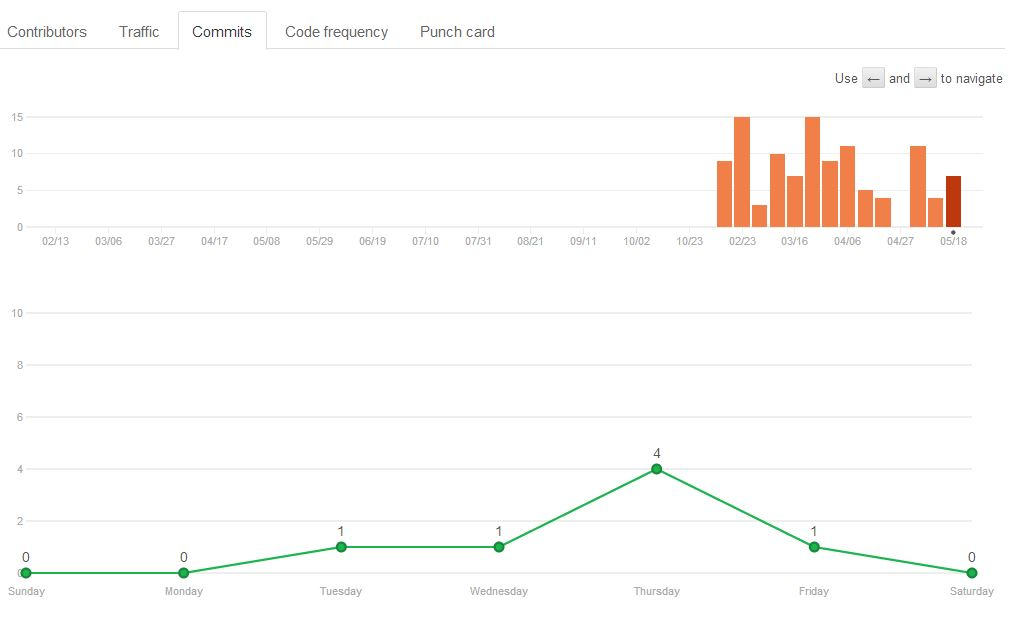 Contributors Traffic Commits Code frequency Punch card
Use ← and → to navigate
15
10
5
0
02/13 03/06 03/27 04/17 05/08 05/29 06/19 07/10 07/31 08/21 09/11 10/02 10/23 02/23 03/16 04/06 04/27 05/18
10
8
6
4
4
2
1 1 1
0 0 0
0
Sunday Monday Tuesday Wednesday Thursday Friday Saturday